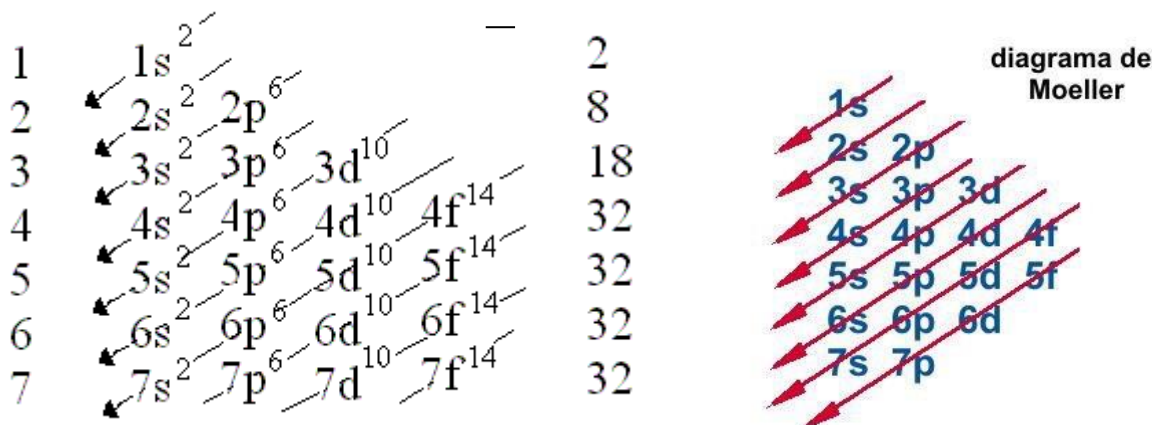 1 1s² 2
2 2s² 2p⁶ 8
3 3s² 3p⁶ 3d¹⁰ 18
4 4s² 4p⁶ 4d¹⁰ 4f¹⁴ 32
5 5s² 5p⁶ 5d¹⁰ 5f¹⁴ 32
6 6s² 6p⁶ 6d¹⁰ 6f¹⁴ 32
7 7s² 7p⁶ 7d¹⁰ 7f¹⁴ 32
diagrama de
Moeller
1s
2s 2p
3s 3p 3d
4s 4p 4d 4f
5s 5p 5d 5f
6s 6p 6d
7s 7p